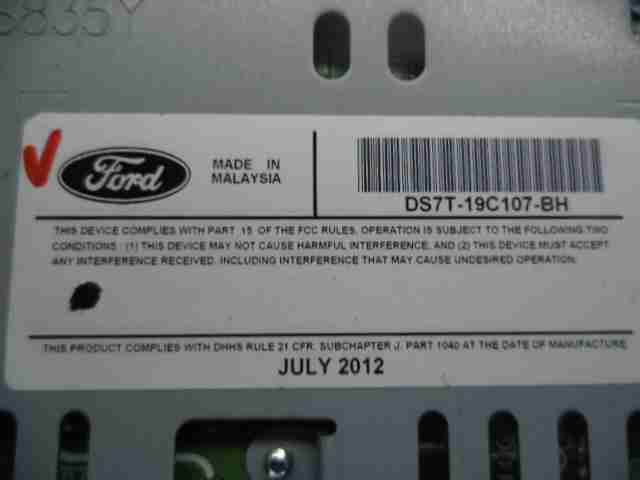 5835Y
Ford
MADE IN
MALAYSIA
DS7T-19C107-BH
THIS DEVICE COMPLIES WITH PART 15 OF THE FCC RULES. OPERATION IS SUBJECT TO THE FOLLOWING TWO
CONDITIONS : (1) THIS DEVICE MAY NOT CAUSE HARMFUL INTERFERENCE, AND (2) THIS DEVICE MUST ACCEPT
ANY INTERFERENCE RECEIVED, INCLUDING INTERFERENCE THAT MAY CAUSE UNDESIRED OPERATION.
THIS PRODUCT COMPLIES WITH DHHS RULE 21 CFR, SUBCHAPTER J, PART 1040 AT THE DATE OF MANUFACTURE
JULY 2012